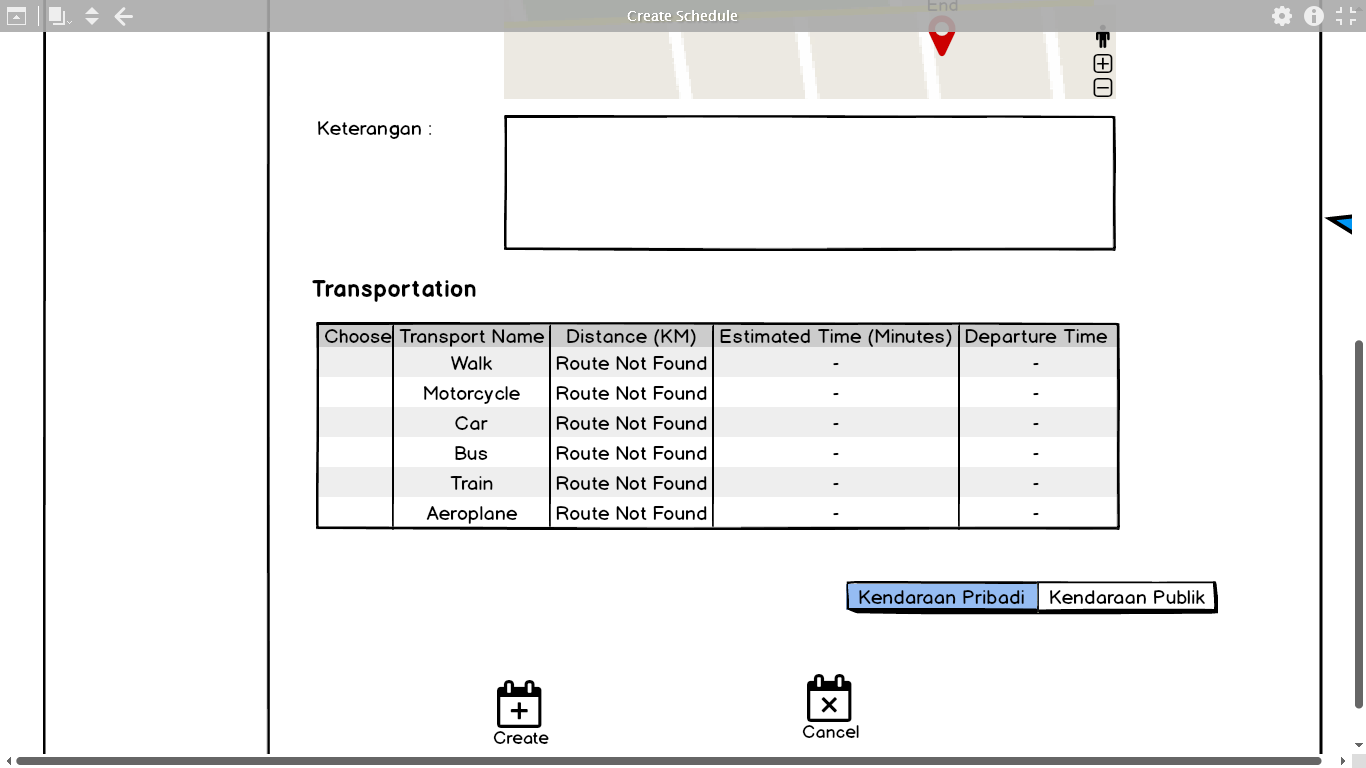 Create Schedule
End
Keterangan :
Transportation
Choose Transport Name Distance (KM) Estimated Time (Minutes) Departure Time
Walk Route Not Found - -
Motorcycle Route Not Found - -
Car Route Not Found - -
Bus Route Not Found - -
Train Route Not Found - -
Aeroplane Route Not Found - -
Kendaraan Pribadi Kendaraan Publik
Create
Cancel